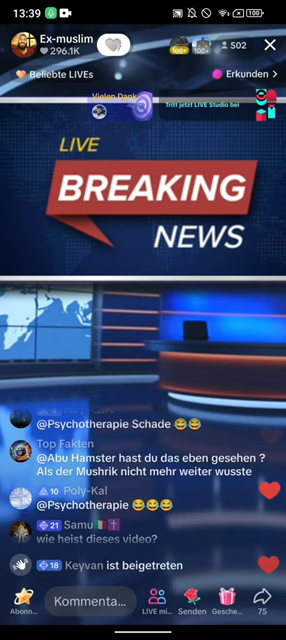 13:39
100
Ex-muslim
296.1K
100+
502
Beliebte LIVEs
Erkunden >
Vielen Dank
Tritt jetzt LIVE Studio bei
LIVE
BREAKING
NEWS
@Psychotherapie Schade 😂😂
Top Fakten
@Abu Hamster hast du das eben gesehen ?
Als der Mushrik nicht mehr weiter wusste
10 Poly-Kal
@Psychotherapie 😂😂😂
21 Samu🇮🇹✝️
wie heist dieses video?
18 Keyvan ist beigetreten
Kommenta...
Abonn... LIVE mi... Senden Gesche... 75